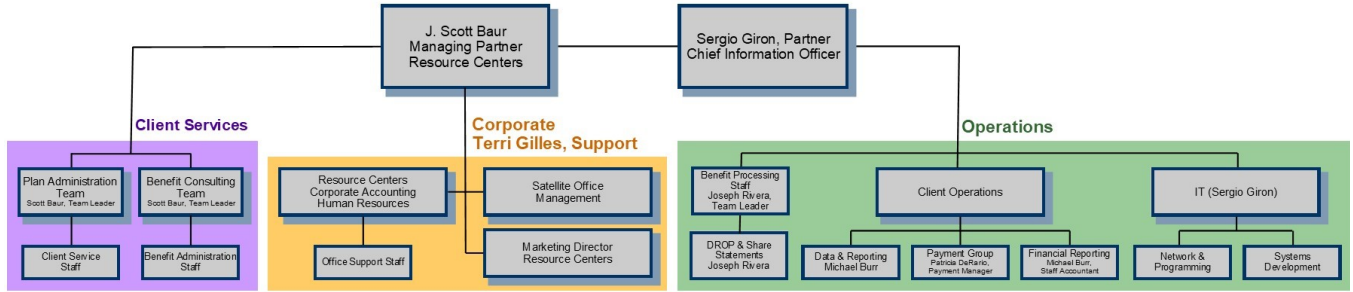 J. Scott Baur
Managing Partner
Resource Centers
Sergio Giron, Partner
Chief Information Officer
Client Services
Corporate
Terri Gilles, Support
Operations
Plan Administration
Team
Scott Baur, Team Leader
Benefit Consulting
Team
Scott Baur, Team Leader
Client Service
Staff
Benefit Administration
Staff
Resource Centers
Corporate Accounting
Human Resources
Satellite Office
Management
Office Support Staff
Marketing Director
Resource Centers
Benefit Processing
Staff
Joseph Rivera,
Team Leader
Client Operations
IT (Sergio Giron)
DROP & Share
Statements
Joseph Rivera
Data & Reporting
Michael Burr
Payment Group
Patricia DeRario,
Payment Manager
Financial Reporting
Michael Burr,
Staff Accountant
Network &
Programming
Systems
Development